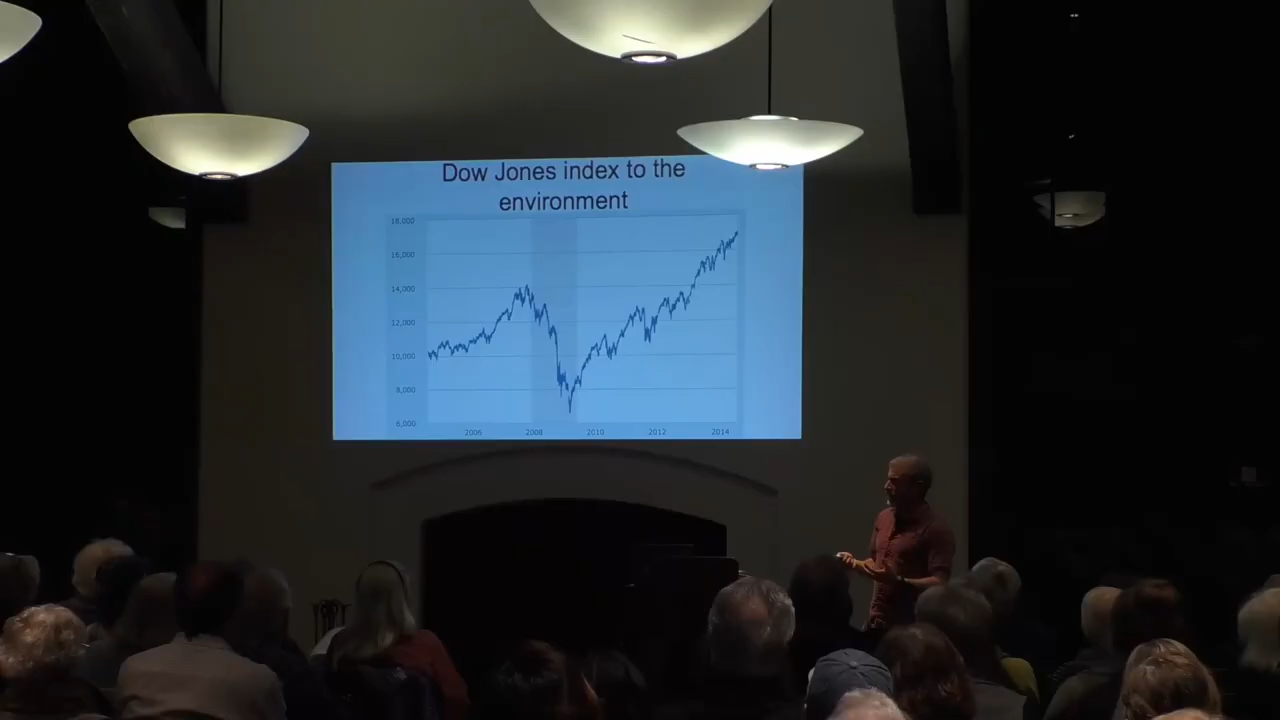 Dow Jones index to the
environment
18,000
16,000
14,000
12,000
10,000
8,000
6,000
2006 2008 2010 2012 2014